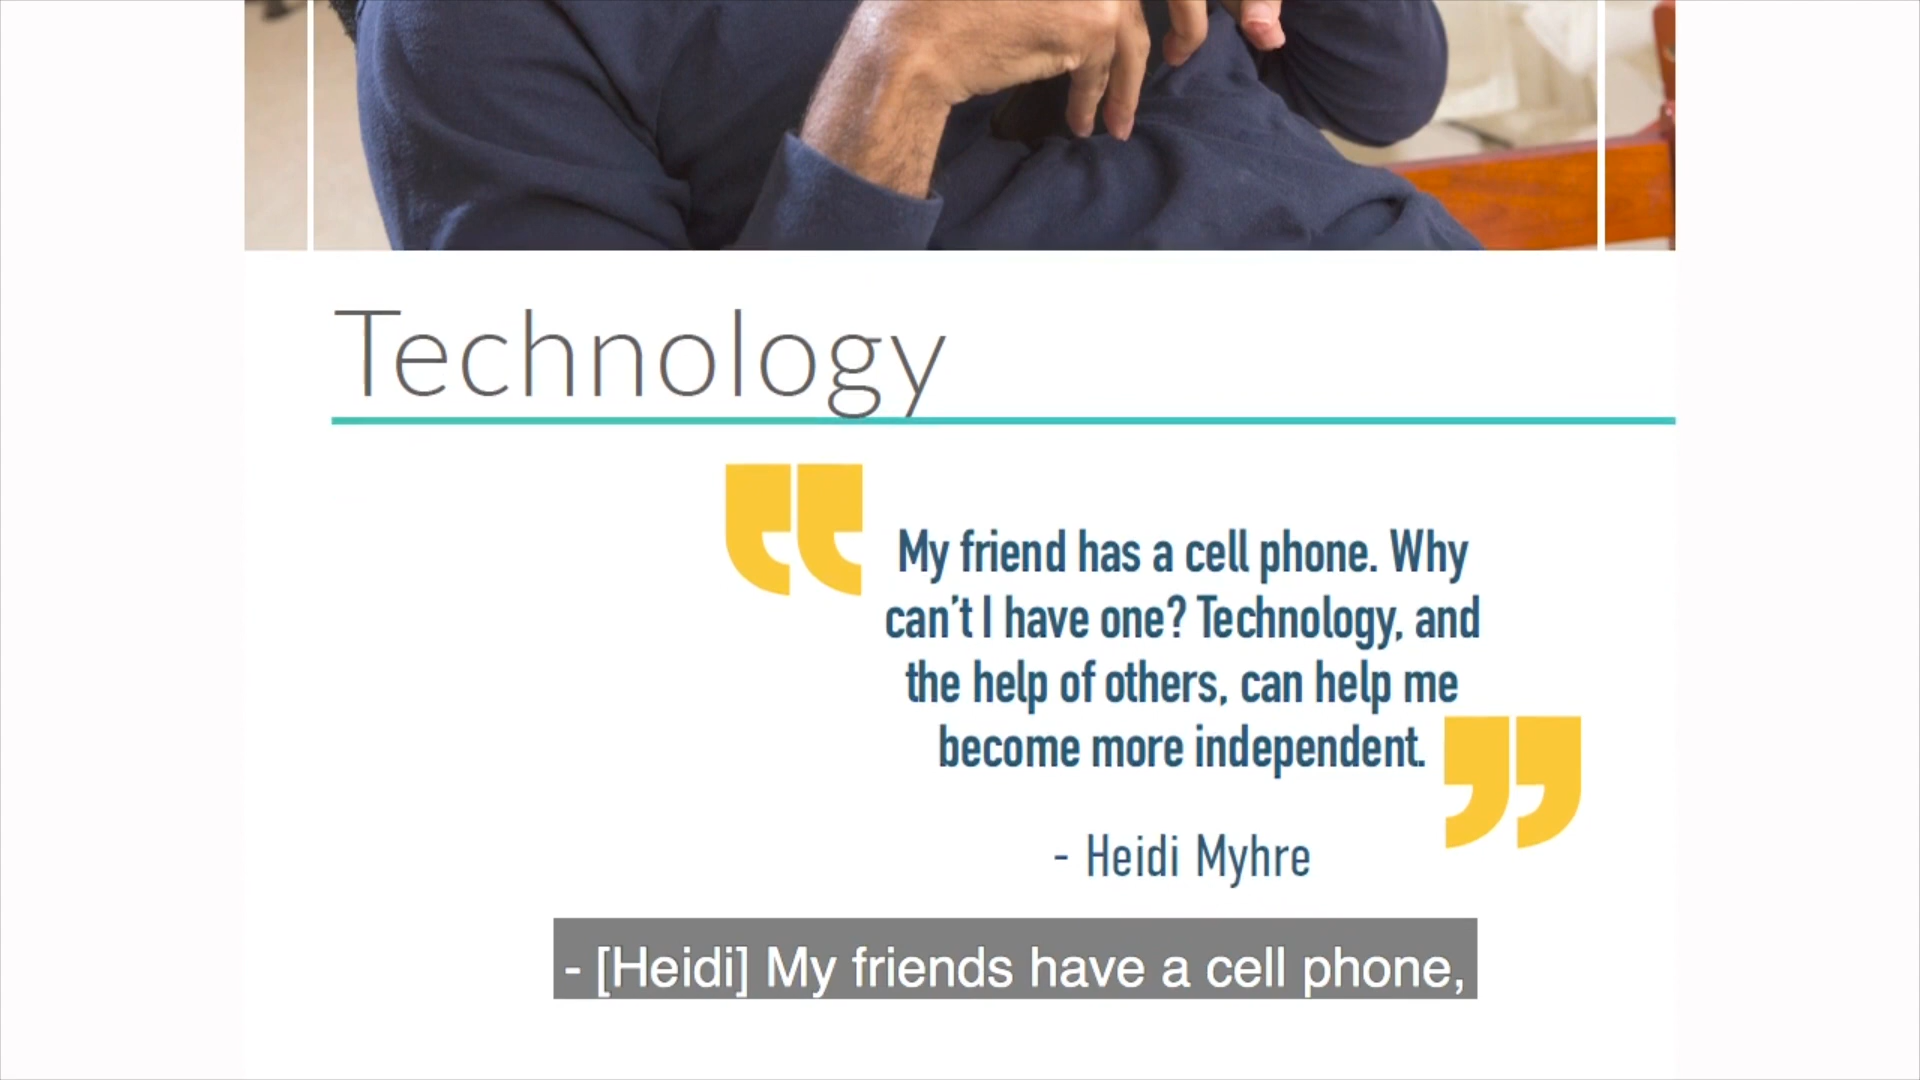 Technology
My friend has a cell phone. Why
can't I have one? Technology, and
the help of others, can help me
become more independent.
- Heidi Myhre
- [Heidi] My friends have a cell phone,